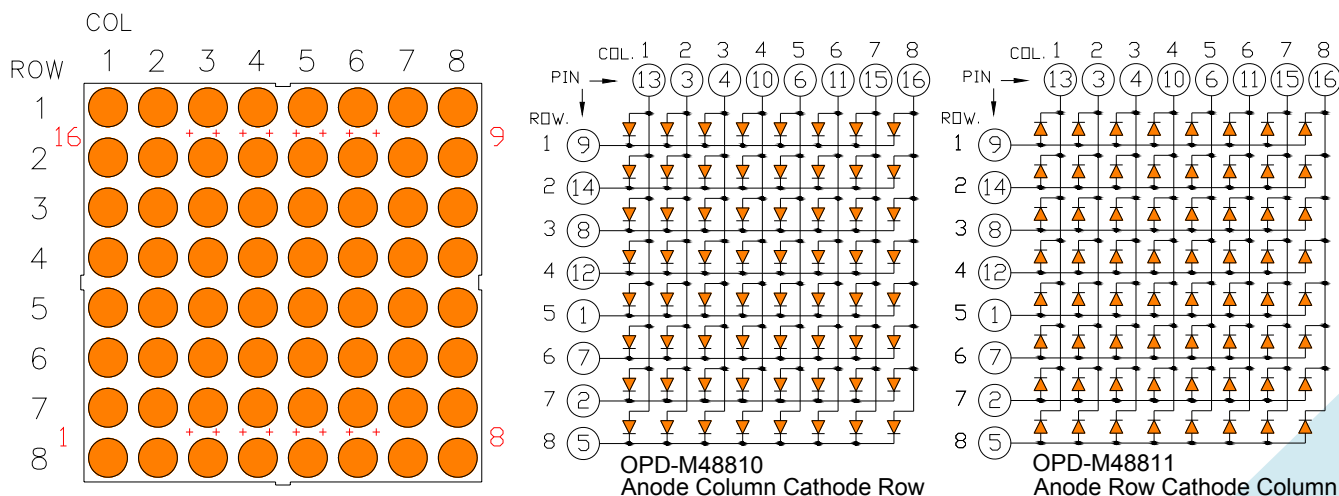 COL
1 2 3 4 5 6 7 8
ROW
1
2
3
4
5
6
7
8
16
9
1
8
COL. 1 2 3 4 5 6 7 8
PIN 13 3 4 10 6 11 15 16
ROW.
1 9
2 14
3 8
4 12
5 1
6 7
7 2
8 5
OPD-M48810
Anode Column Cathode Row
COL. 1 2 3 4 5 6 7 8
PIN 13 3 4 10 6 11 15 16
ROW.
1 9
2 14
3 8
4 12
5 1
6 7
7 2
8 5
OPD-M48811
Anode Row Cathode Column